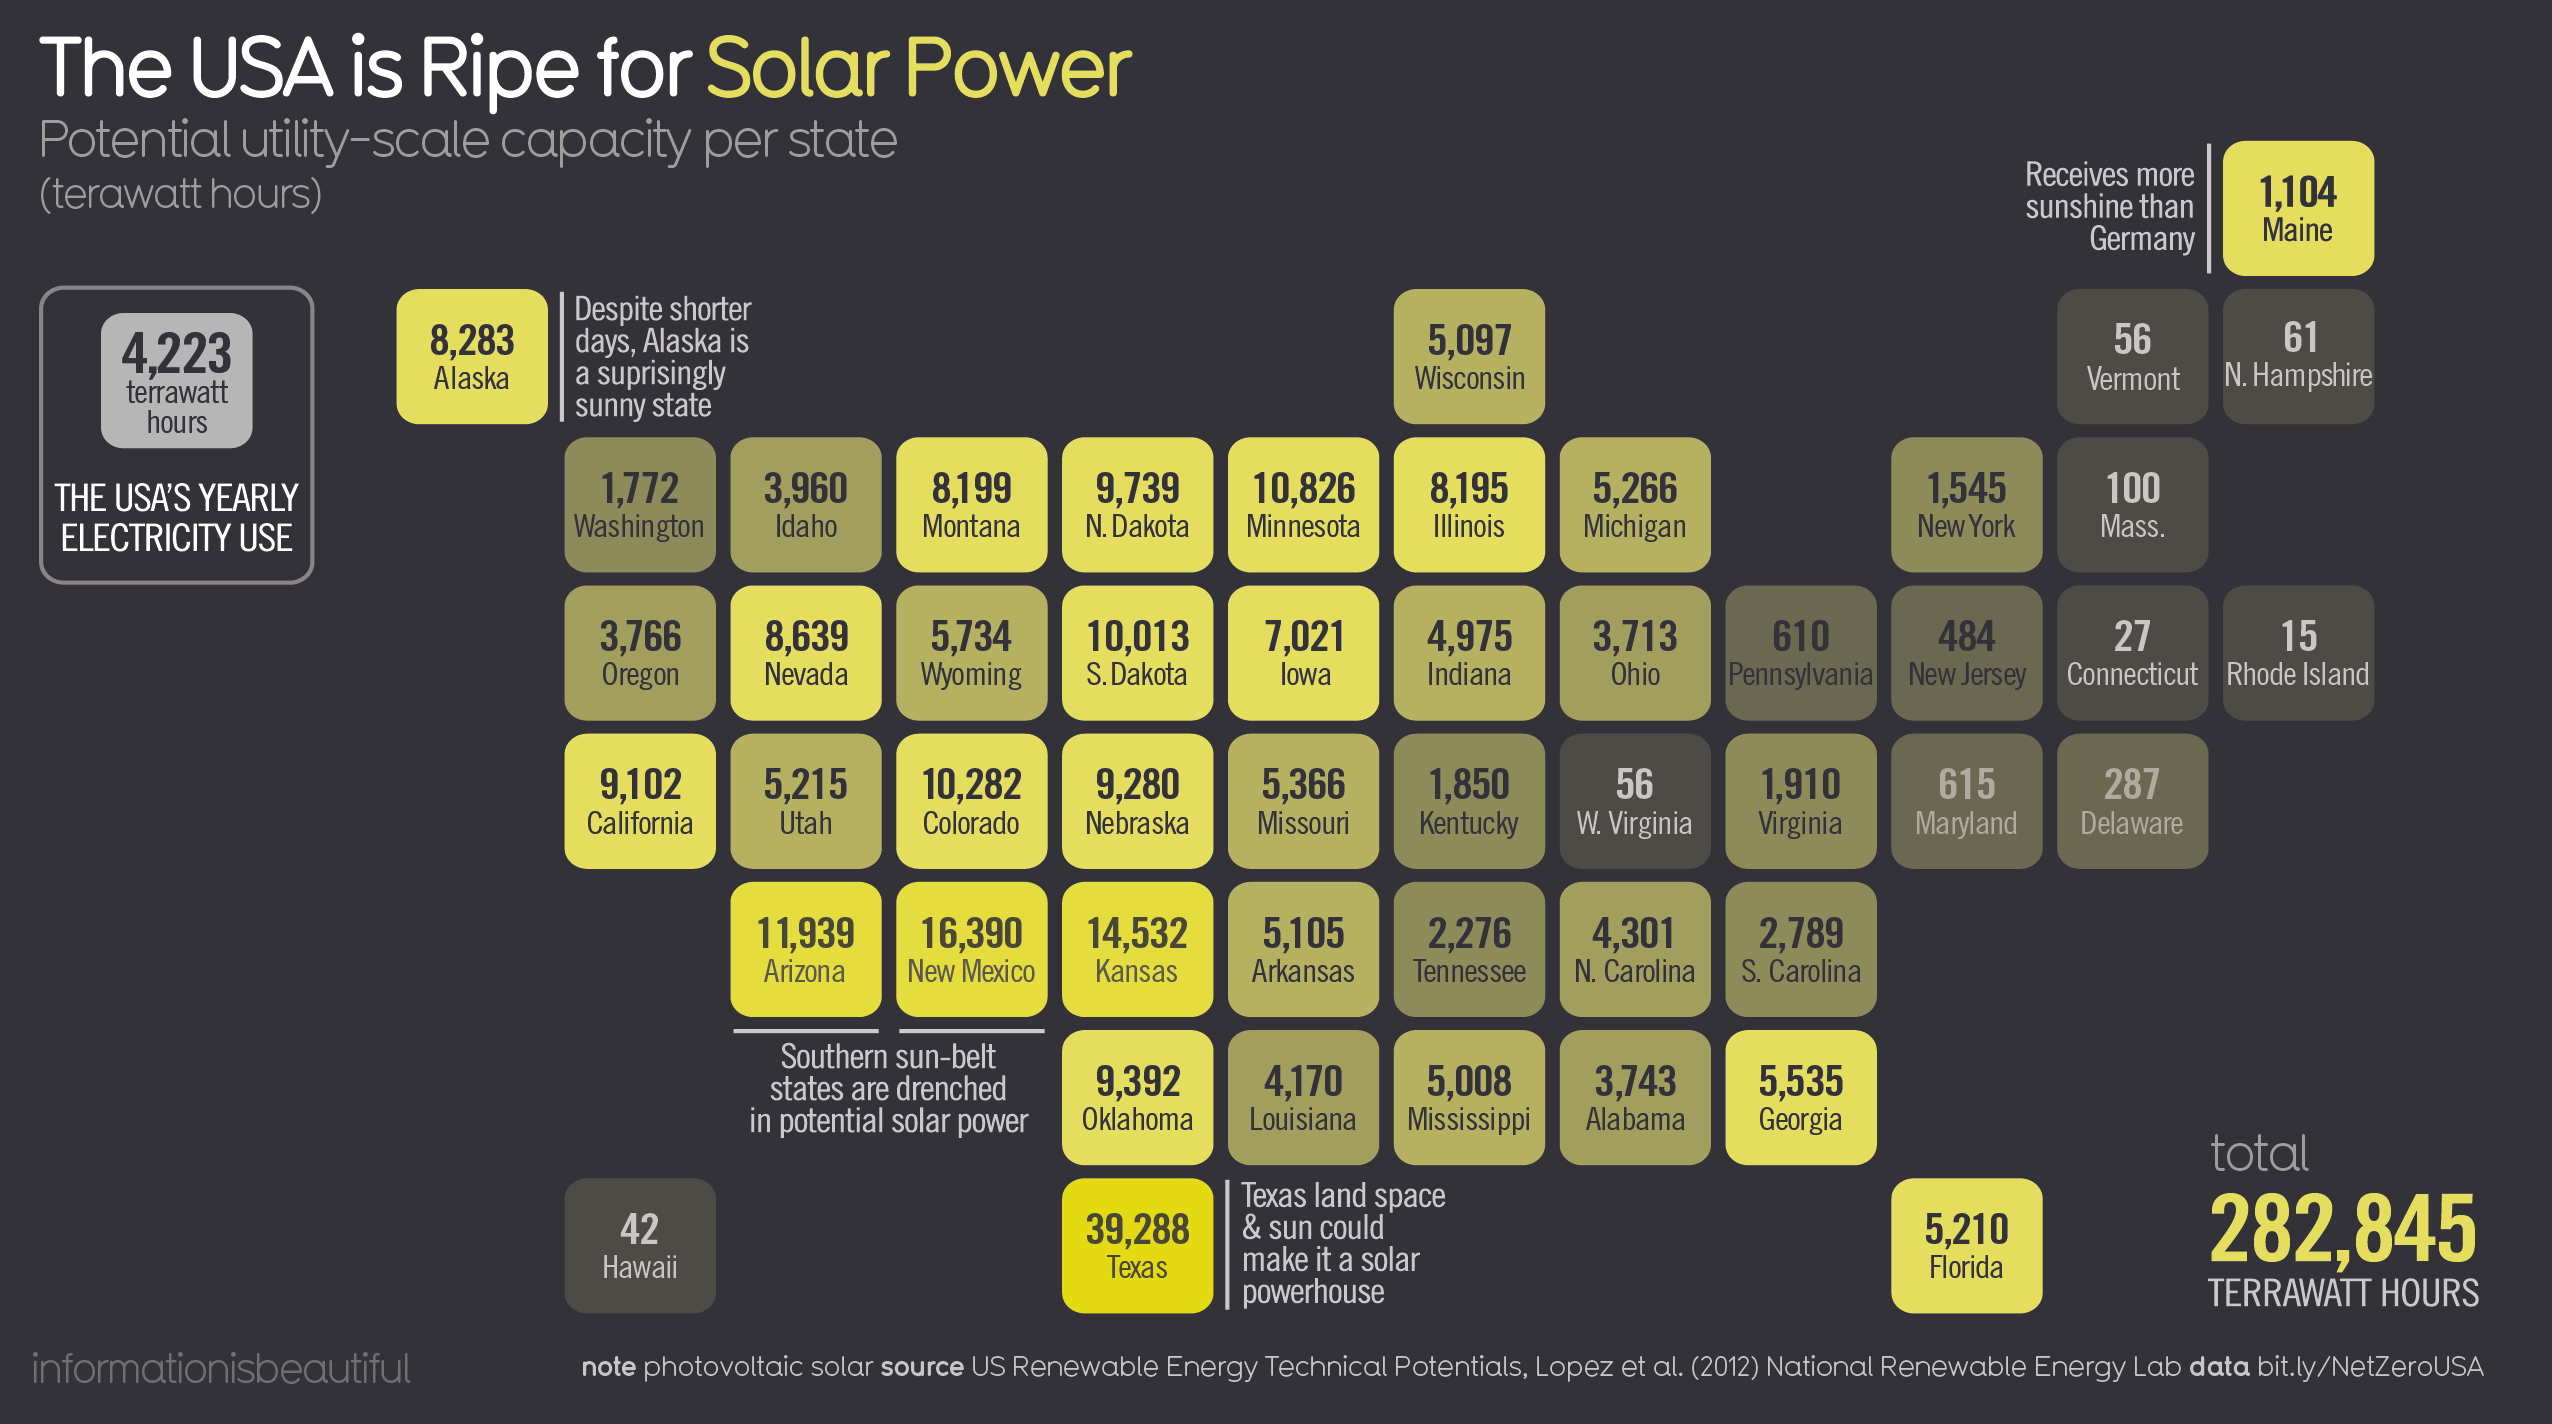 The USA is Ripe for Solar Power
Potential utility-scale capacity per state
(terawatt hours)
4,223
terrawatt
hours
THE USA'S YEARLY
ELECTRICITY USE
Receives more
sunshine than
Germany
1,104
Maine
8,283
Alaska
Despite shorter
days, Alaska is
a suprisingly
sunny state
5,097
Wisconsin
56
Vermont
61
N. Hampshire
1,772
Washington
3,960
Idaho
8,199
Montana
9,739
N. Dakota
10,826
Minnesota
8,195
Illinois
5,266
Michigan
1,545
New York
100
Mass.
3,766
Oregon
8,639
Nevada
5,734
Wyoming
10,013
S. Dakota
7,021
Iowa
4,975
Indiana
3,713
Ohio
610
Pennsylvania
484
New Jersey
27
Connecticut
15
Rhode Island
9,102
California
5,215
Utah
10,282
Colorado
9,280
Nebraska
5,366
Missouri
1,850
Kentucky
56
W. Virginia
1,910
Virginia
615
Maryland
287
Delaware
11,939
Arizona
16,390
New Mexico
14,532
Kansas
5,105
Arkansas
2,276
Tennessee
4,301
N. Carolina
2,789
S. Carolina
Southern sun-belt
states are drenched
in potential solar power
9,392
Oklahoma
4,170
Louisiana
5,008
Mississippi
3,743
Alabama
5,535
Georgia
42
Hawaii
39,288
Texas
Texas land space
& sun could
make it a solar
powerhouse
5,210
Florida
total
282,845
TERRAWATT HOURS
informationisbeautiful
note photovoltaic solar source US Renewable Energy Technical Potentials, Lopez et al. (2012) National Renewable Energy Lab data bit.ly/NetZeroUSA